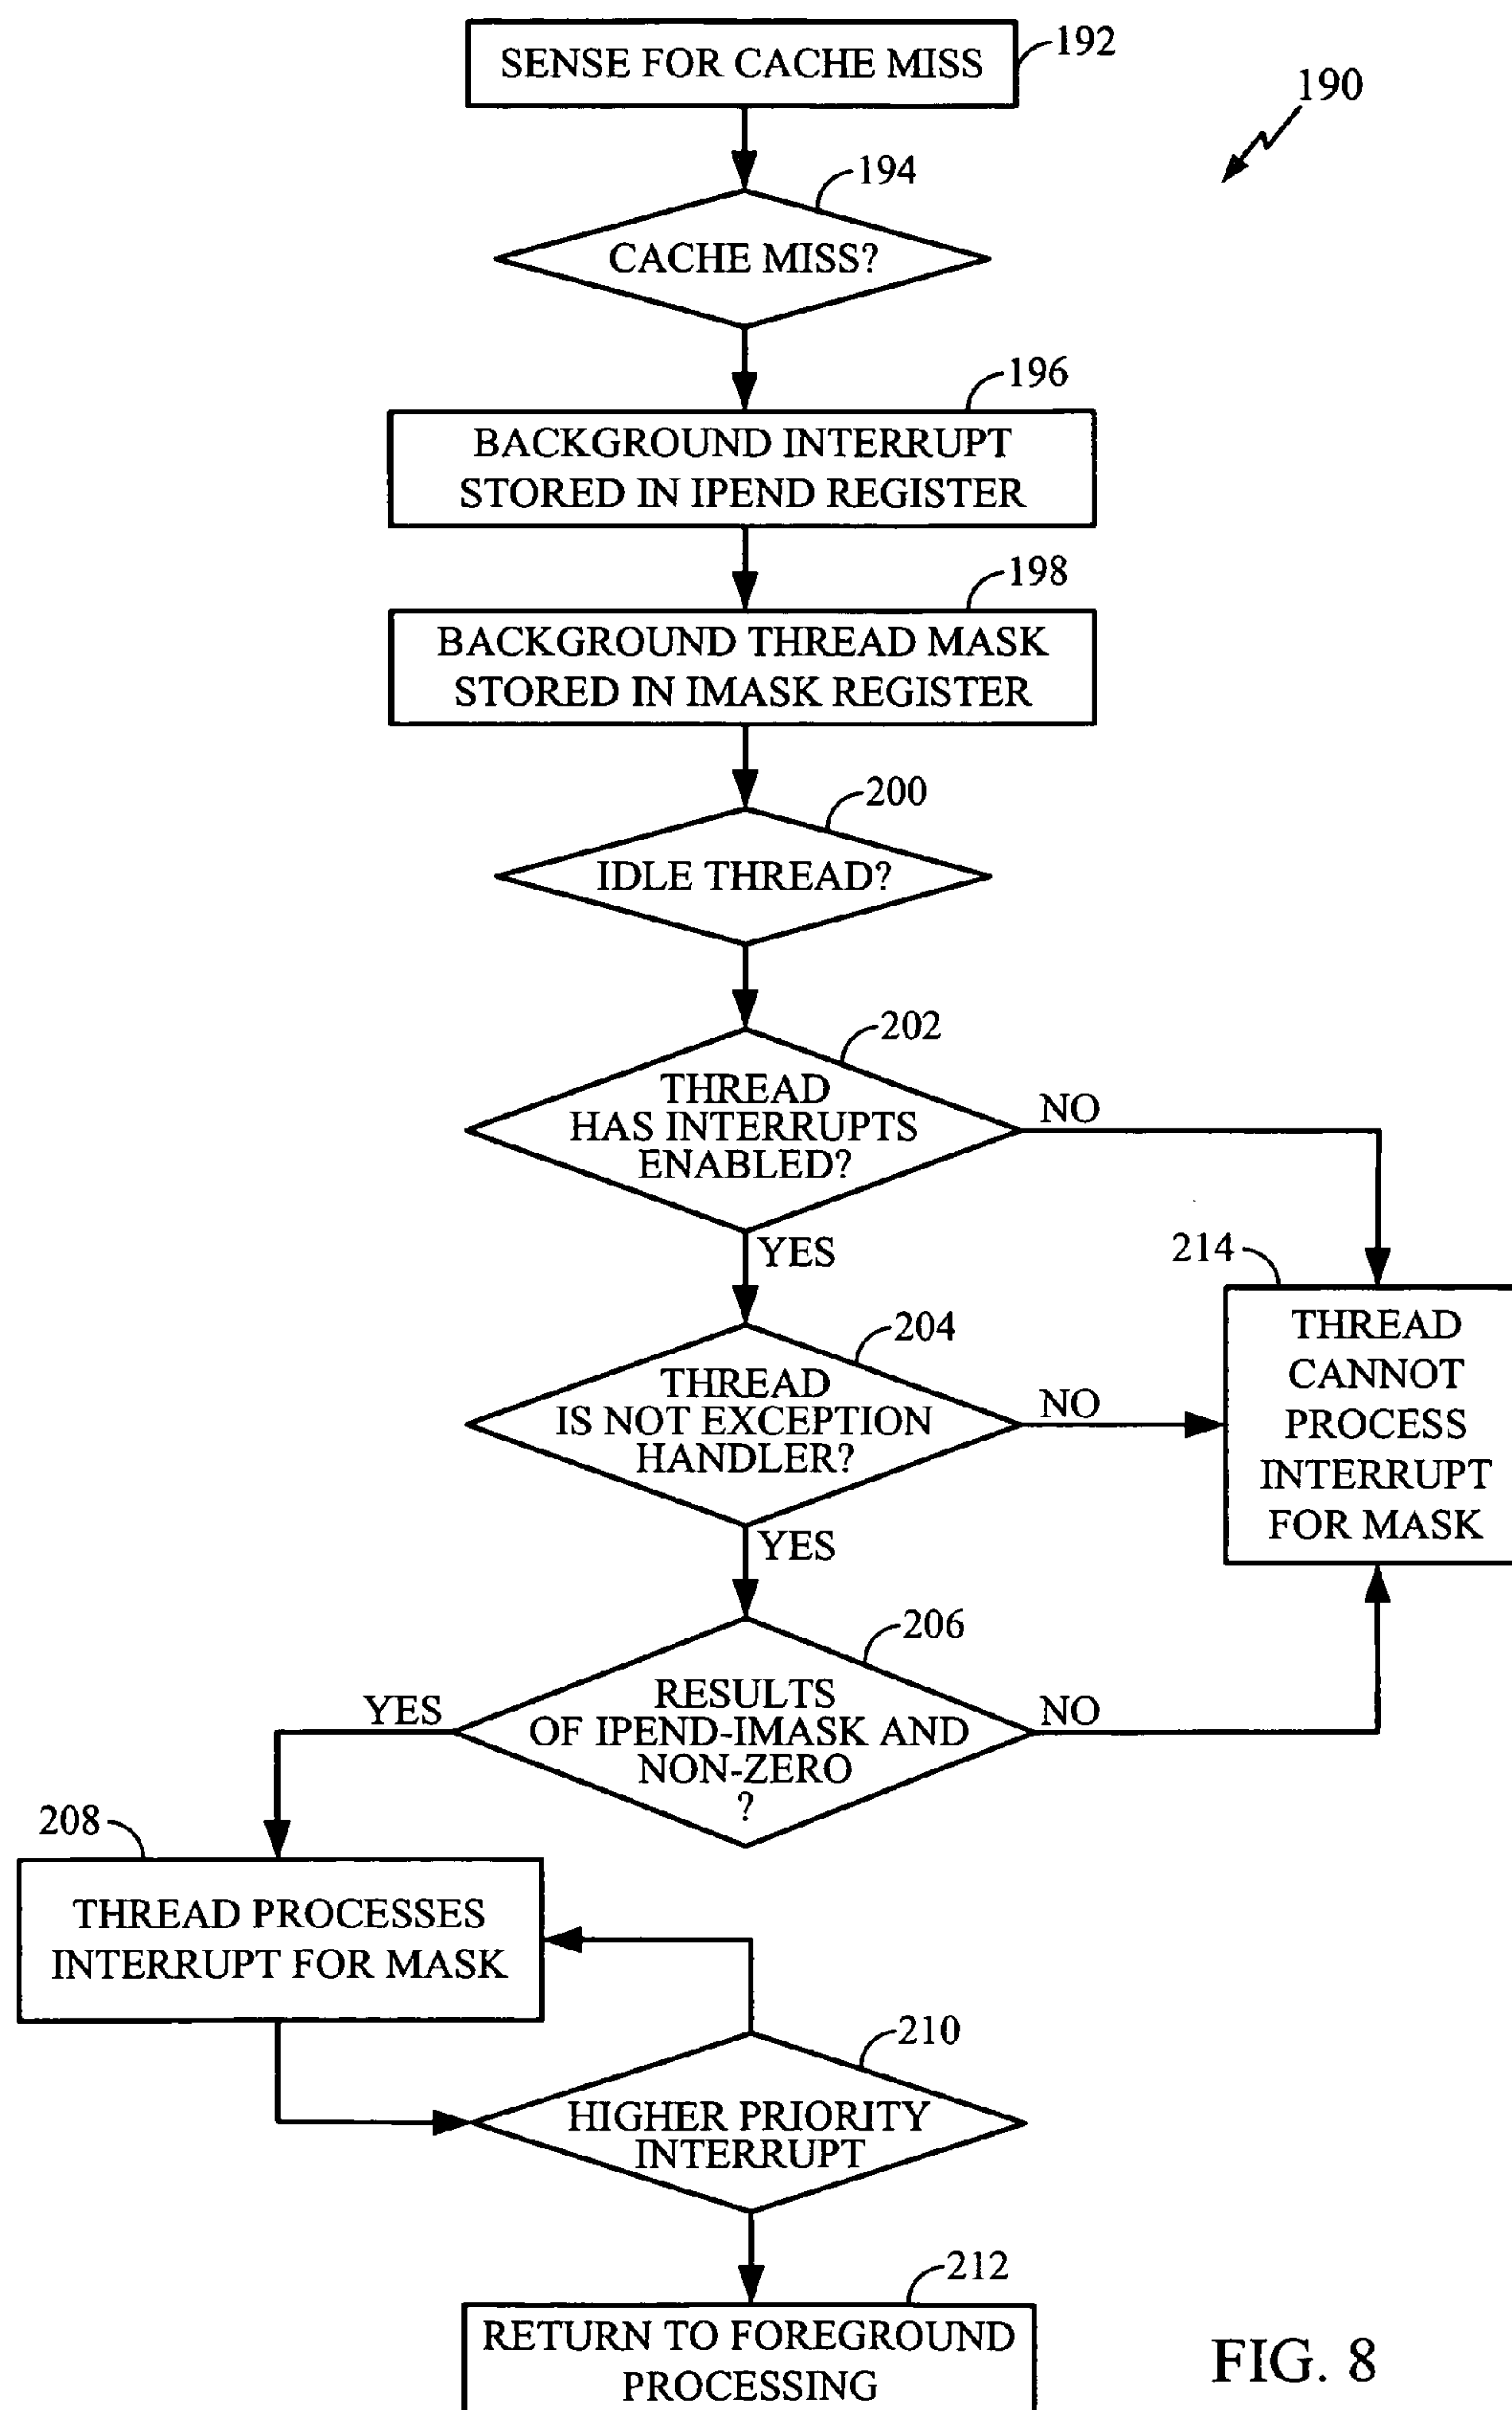 SENSE FOR CACHE MISS
192
190
194
CACHE MISS?
196
BACKGROUND INTERRUPT
STORED IN IPEND REGISTER
198
BACKGROUND THREAD MASK
STORED IN IMASK REGISTER
200
IDLE THREAD?
202
THREAD
HAS INTERRUPTS
ENABLED?
NO
YES
214
THREAD
CANNOT
PROCESS
INTERRUPT
FOR MASK
204
THREAD
IS NOT EXCEPTION
HANDLER?
NO
YES
206
RESULTS
OF IPEND-IMASK AND
NON-ZERO
?
YES
NO
208
THREAD PROCESSES
INTERRUPT FOR MASK
210
HIGHER PRIORITY
INTERRUPT
212
RETURN TO FOREGROUND
PROCESSING
FIG. 8